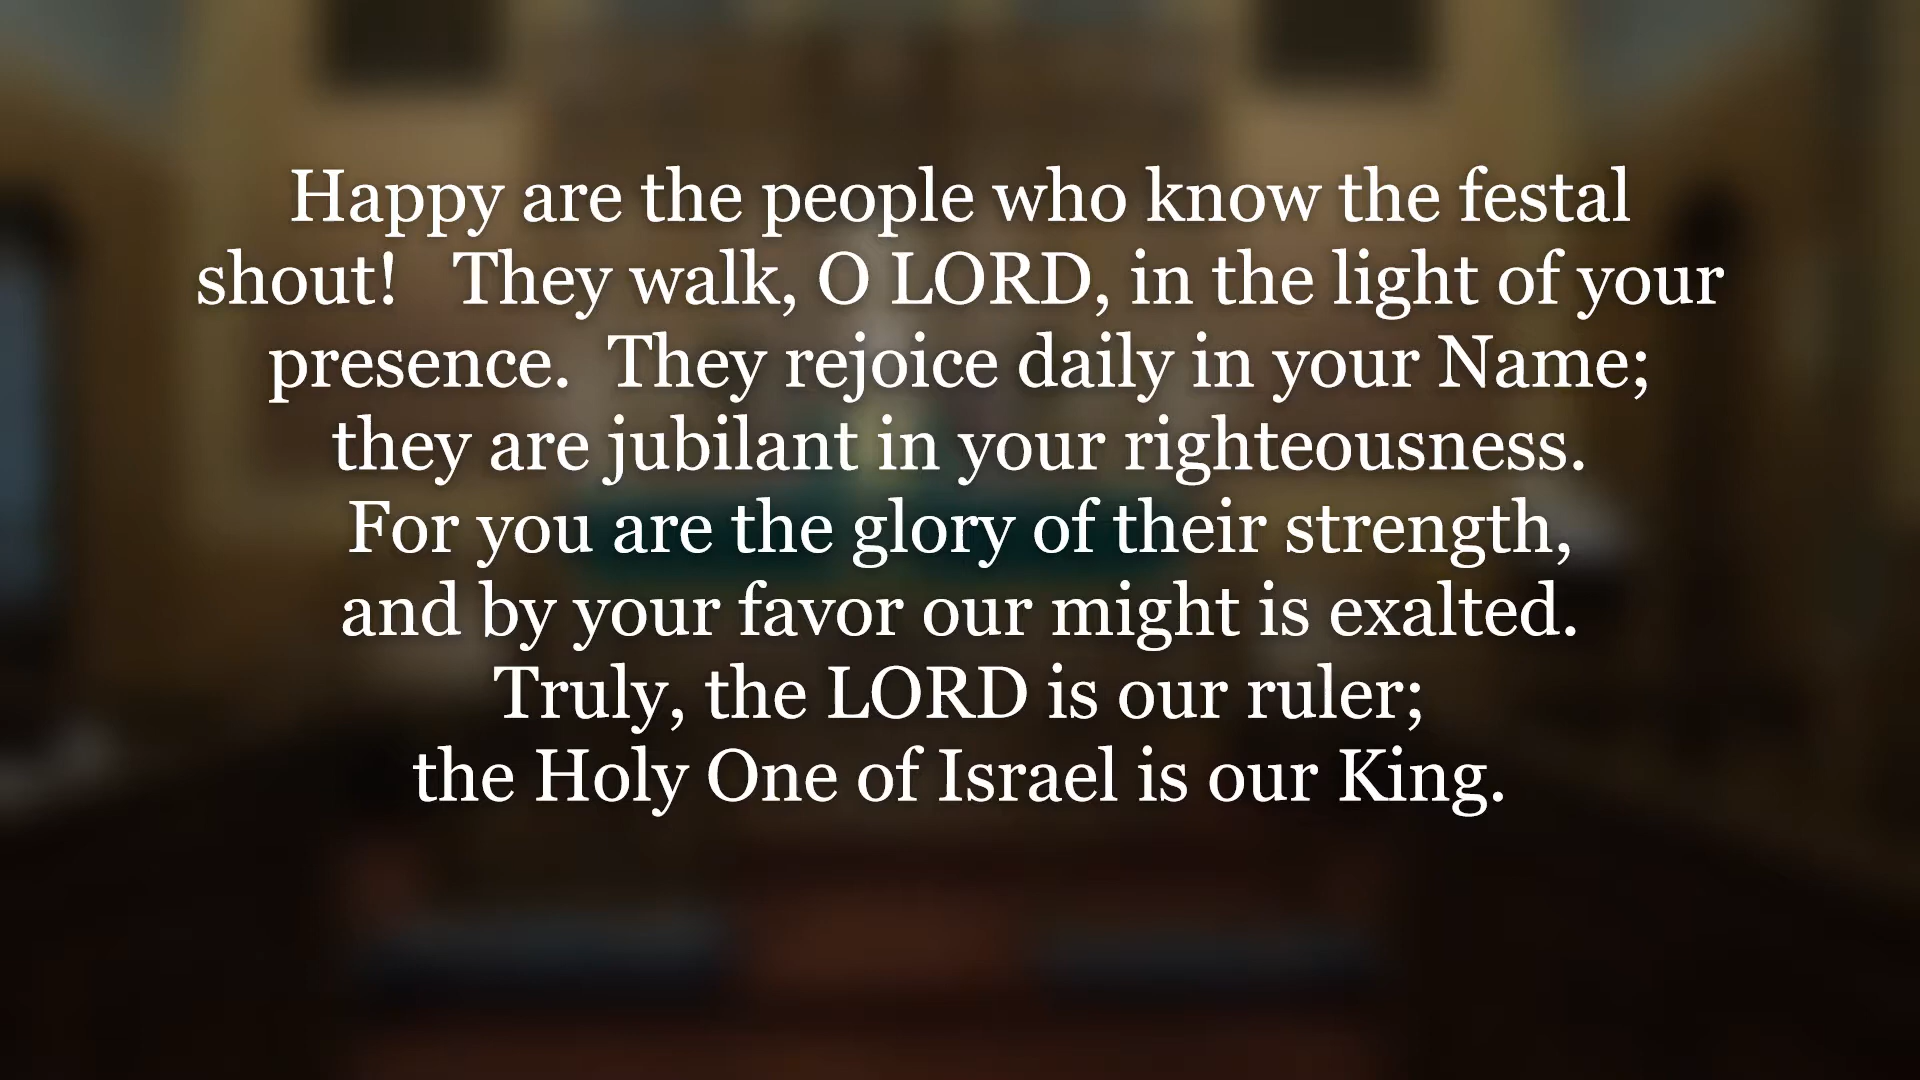 Happy are the people who know the festal
shout!   They walk, O LORD, in the light of your
presence.  They rejoice daily in your Name;
they are jubilant in your righteousness.
For you are the glory of their strength,
and by your favor our might is exalted.
Truly, the LORD is our ruler;
the Holy One of Israel is our King.